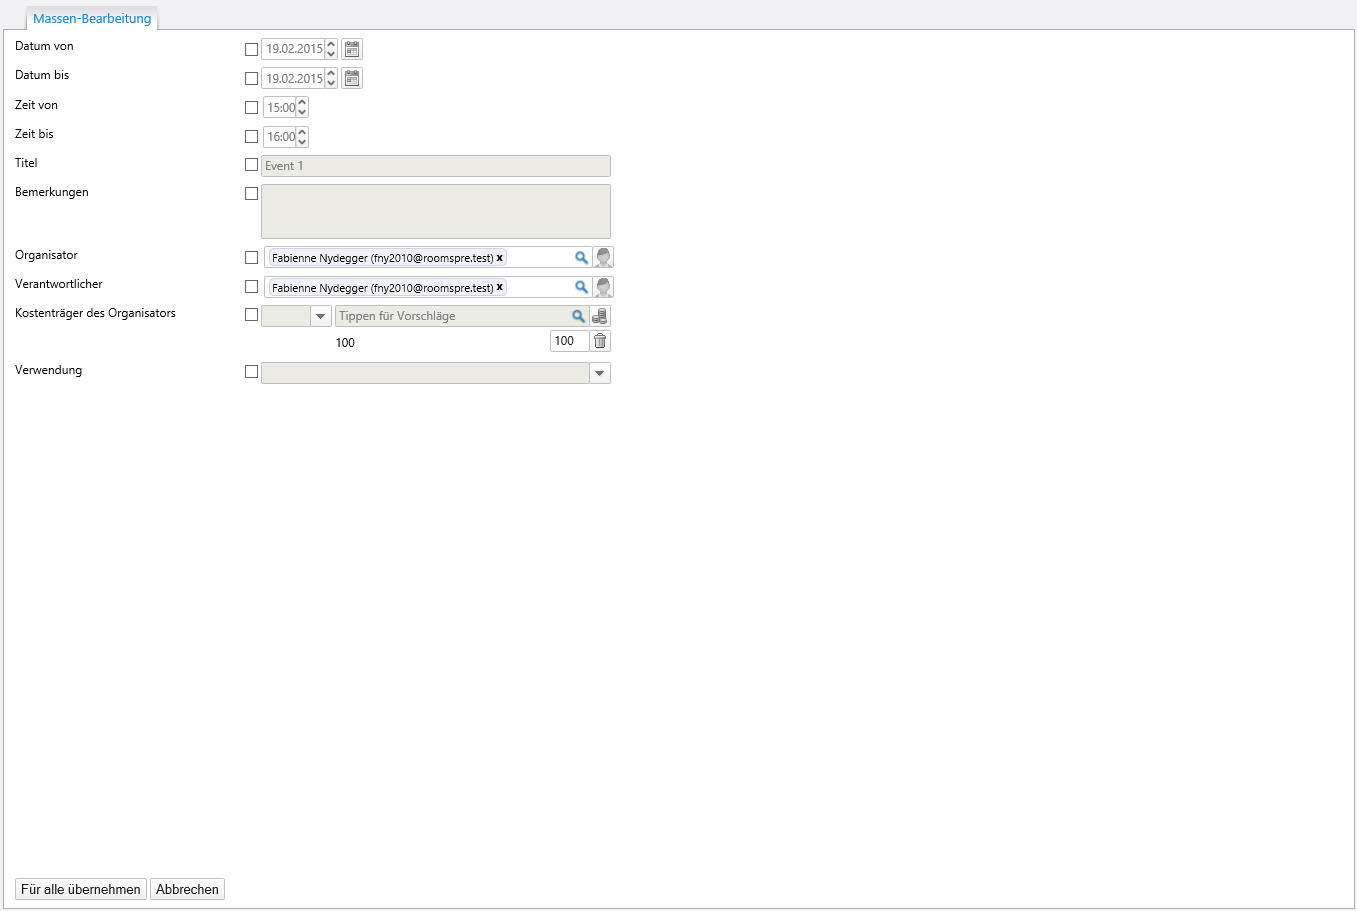 Massen-Bearbeitung
Datum von 19.02.2015
Datum bis 19.02.2015
Zeit von 15:00
Zeit bis 16:00
Titel Event 1
Bemerkungen
Organisator Fabienne Nydegger (fny2010@roomspre.test) x
Verantwortlicher Fabienne Nydegger (fny2010@roomspre.test) x
Kostenträger des Organisators Tippen für Vorschläge
100 100
Verwendung
Für alle übernehmen Abbrechen